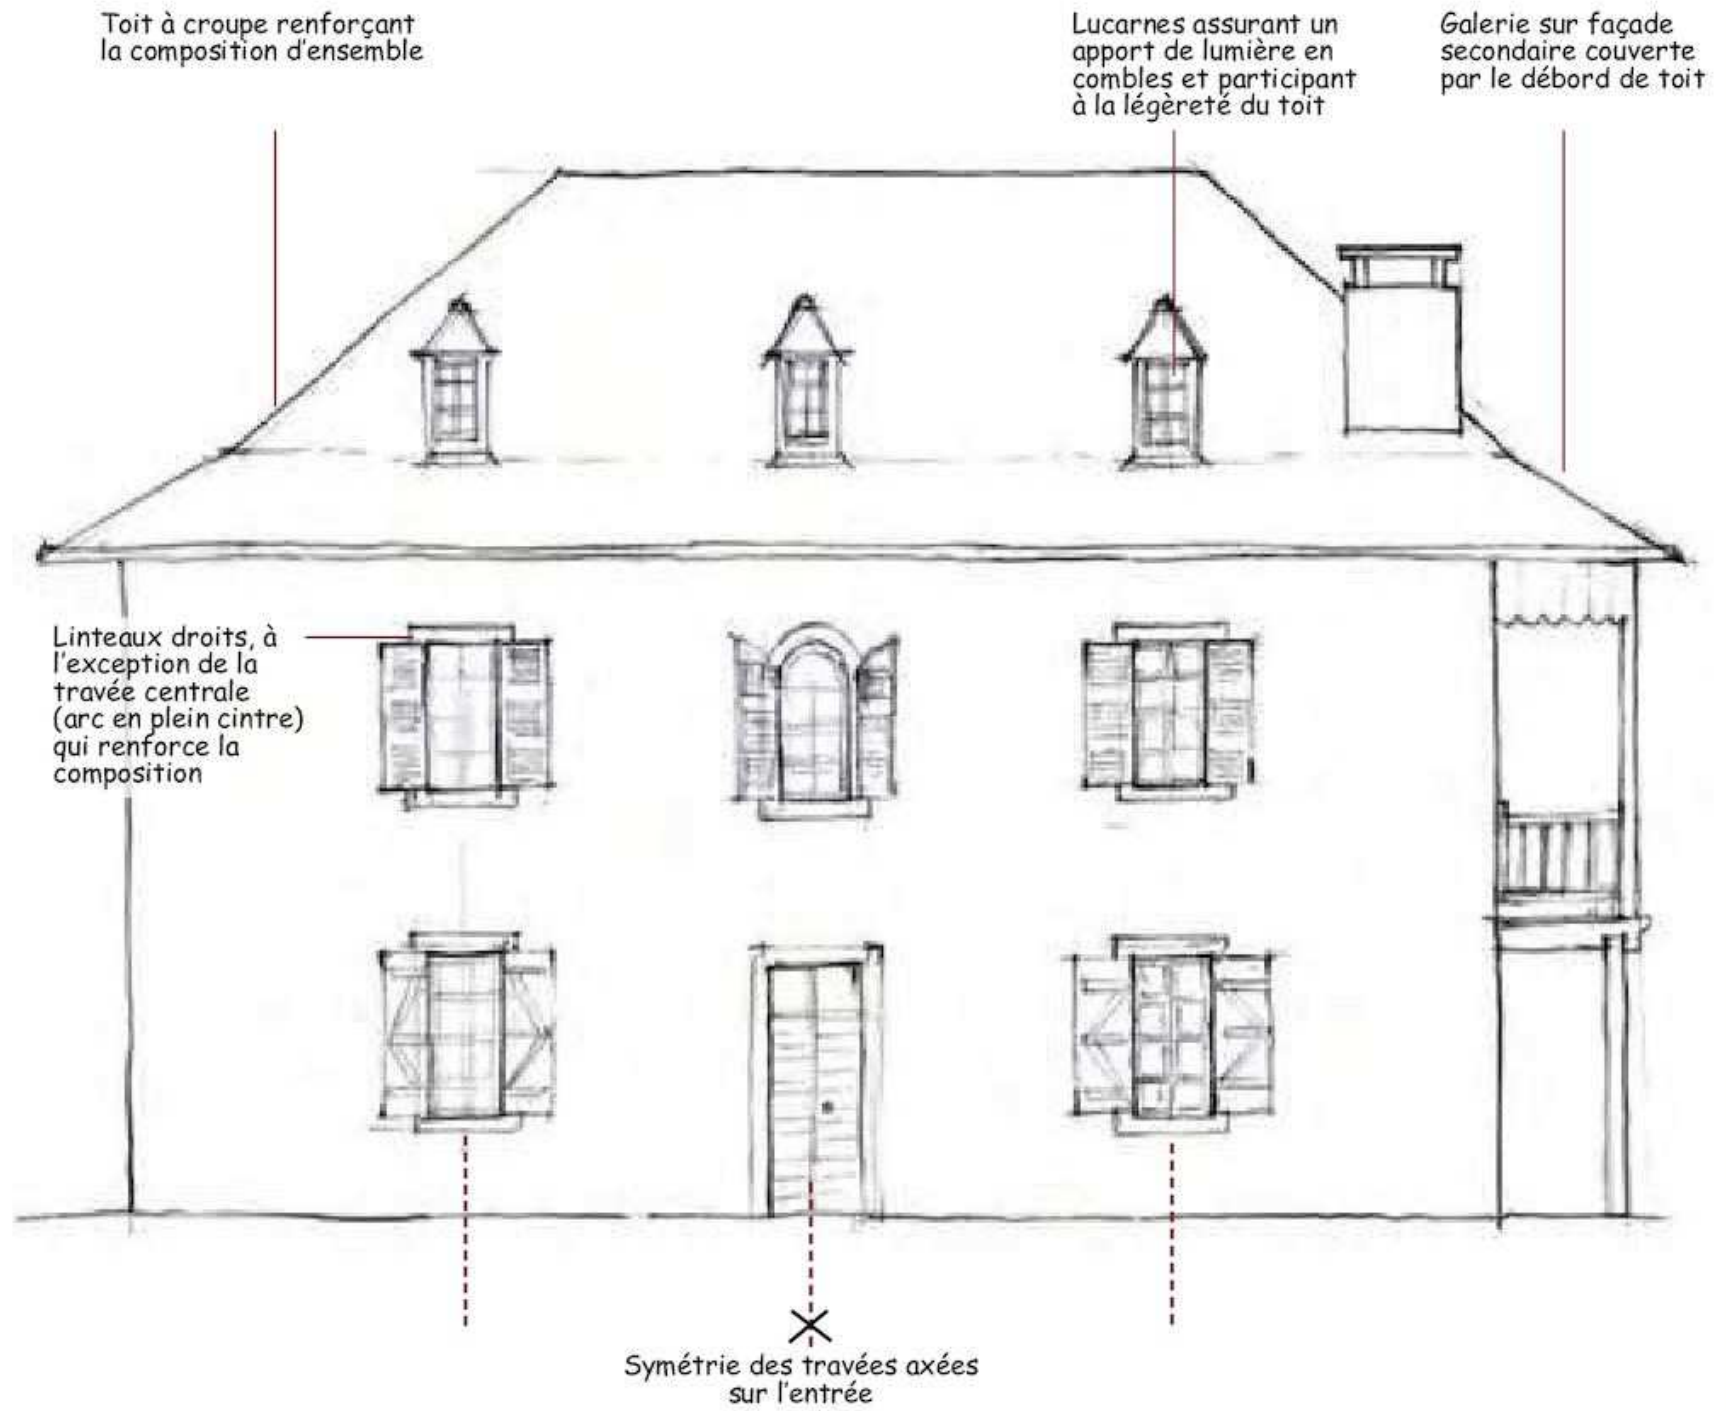 Toit à croupe renforçant
la composition d'ensemble
Lucarnes assurant un
apport de lumière en
combles et participant
à la légèreté du toit
Galerie sur façade
secondaire couverte
par le débord de toit
Linteaux droits, à
l'exception de la
travée centrale
(arc en plein cintre)
qui renforce la
composition
Symétrie des travées axées
sur l'entrée